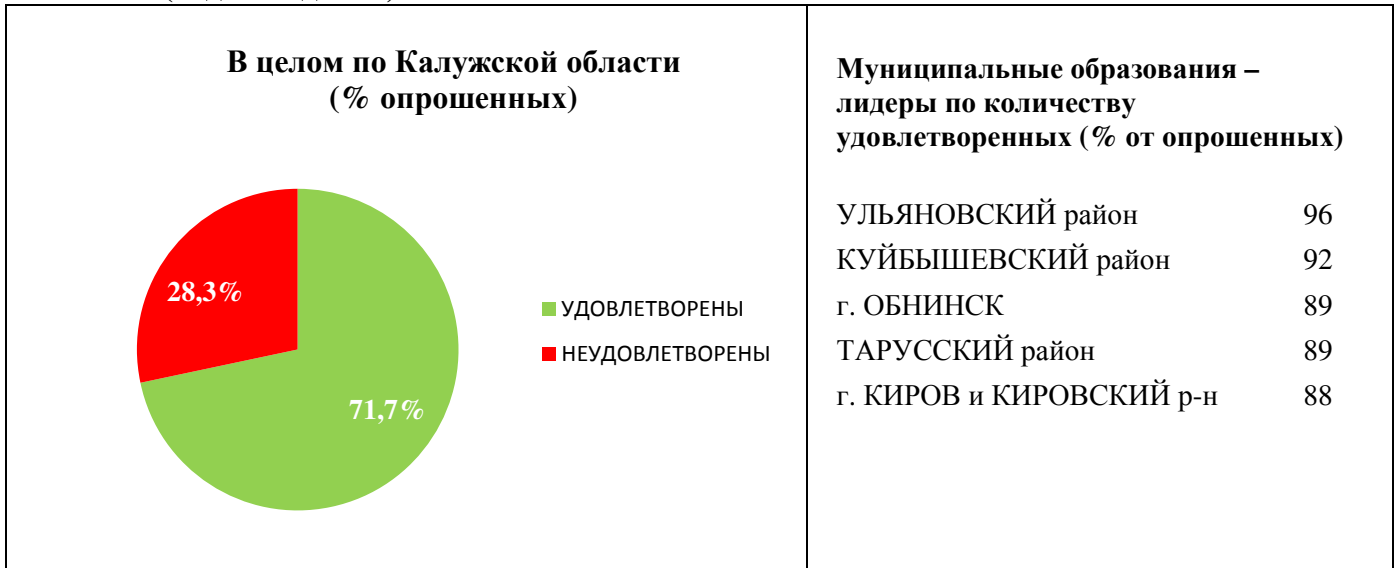 В целом по Калужской области
(% опрошенных)
28,3%
71,7%
УДОВЛЕТВОРЕНЫ
НЕУДОВЛЕТВОРЕНЫ
Муниципальные образования –
лидеры по количеству
удовлетворенных (% от опрошенных)
УЛЬЯНОВСКИЙ район 96
КУЙБЫШЕВСКИЙ район 92
г. ОБНИНСК 89
ТАРУССКИЙ район 89
г. КИРОВ и КИРОВСКИЙ р-н 88